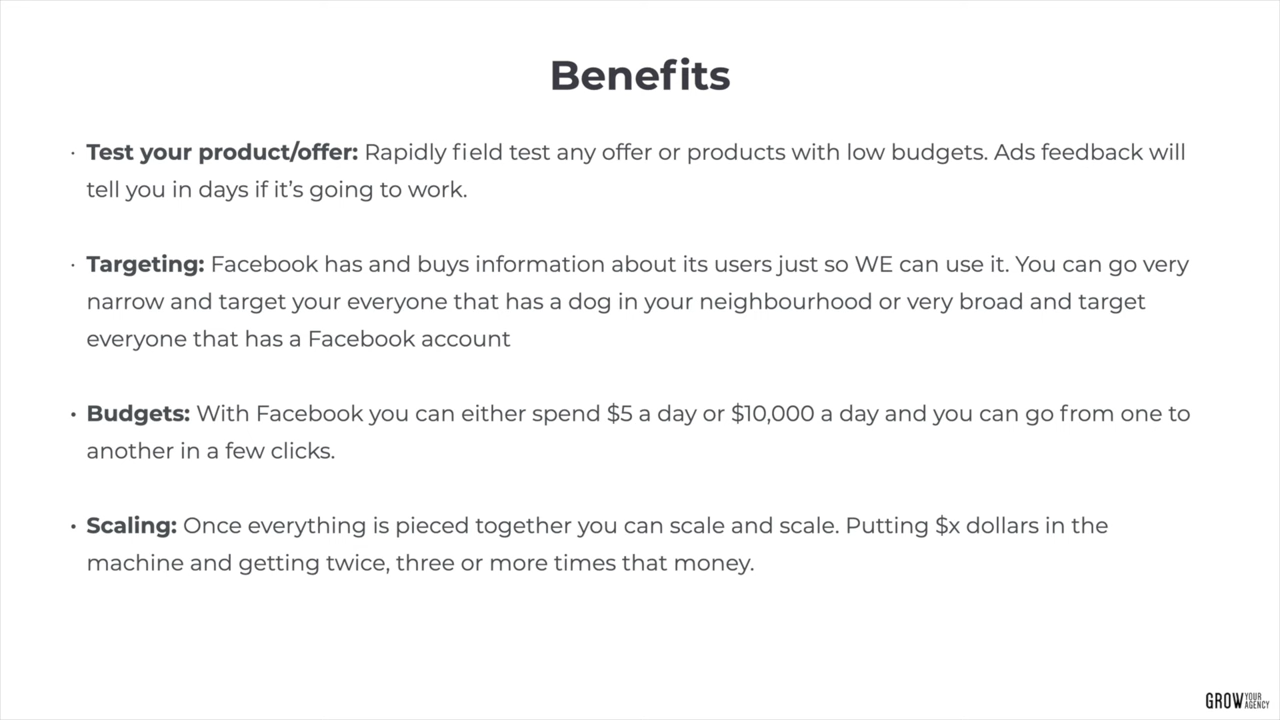 Benefits
· Test your product/offer: Rapidly field test any offer or products with low budgets. Ads feedback will
tell you in days if it’s going to work.
· Targeting: Facebook has and buys information about its users just so WE can use it. You can go very
narrow and target your everyone that has a dog in your neighbourhood or very broad and target
everyone that has a Facebook account
• Budgets: With Facebook you can either spend $5 a day or $10,000 a day and you can go from one to
another in a few clicks.
• Scaling: Once everything is pieced together you can scale and scale. Putting $x dollars in the
machine and getting twice, three or more times that money.
GROW YOUR AGENCY